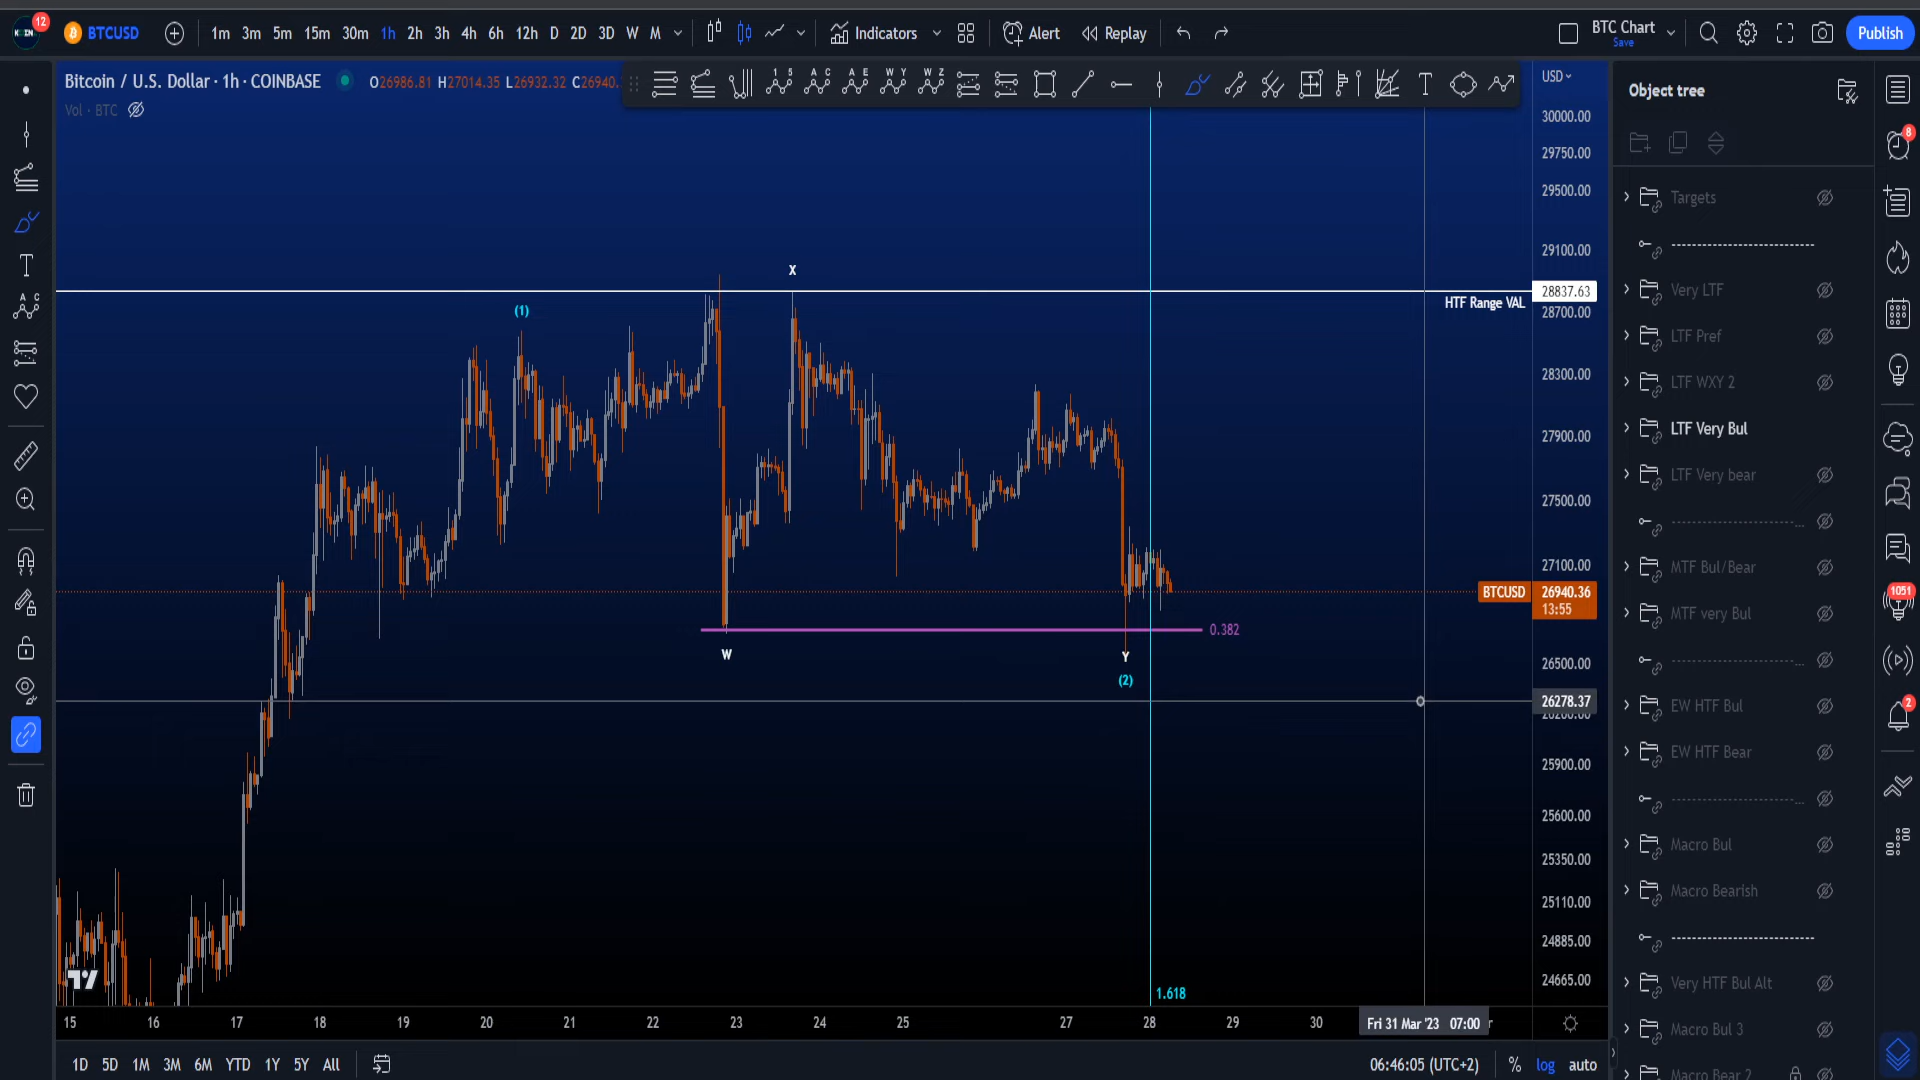 12
BTCUSD
1m 3m 5m 15m 30m 1h 2h 3h 4h 6h 12h D 2D 3D W M
Indicators
Alert
Replay
BTC Chart
Save
Publish
Bitcoin / U.S. Dollar · 1h · COINBASE
O26986.81 H27014.35 L26932.32 C26940.
Vol · BTC
USD
30000.00
29750.00
29500.00
29100.00
28837.63
HTF Range VAL
28700.00
28300.00
27900.00
27500.00
27100.00
BTCUSD
26940.36
13:55
26500.00
26278.37
25900.00
25600.00
25350.00
25110.00
24885.00
24665.00
X
(1)
W
0.382
Y
(2)
1.618
15 16 17 18 19 20 21 22 23 24 25 27 28 29 30
Fri 31 Mar '23 07:00
1D 5D 1M 3M 6M YTD 1Y 5Y All
06:46:05 (UTC+2)
%
log
auto
Object tree
Targets
Very LTF
LTF Pref
LTF WXY 2
LTF Very Bul
LTF Very bear
MTF Bul/Bear
MTF very Bul
EW HTF Bul
EW HTF Bear
Macro Bul
Macro Bearish
Very HTF Bul Alt
Macro Bul 3
Macro Bear 2
8
1051
2